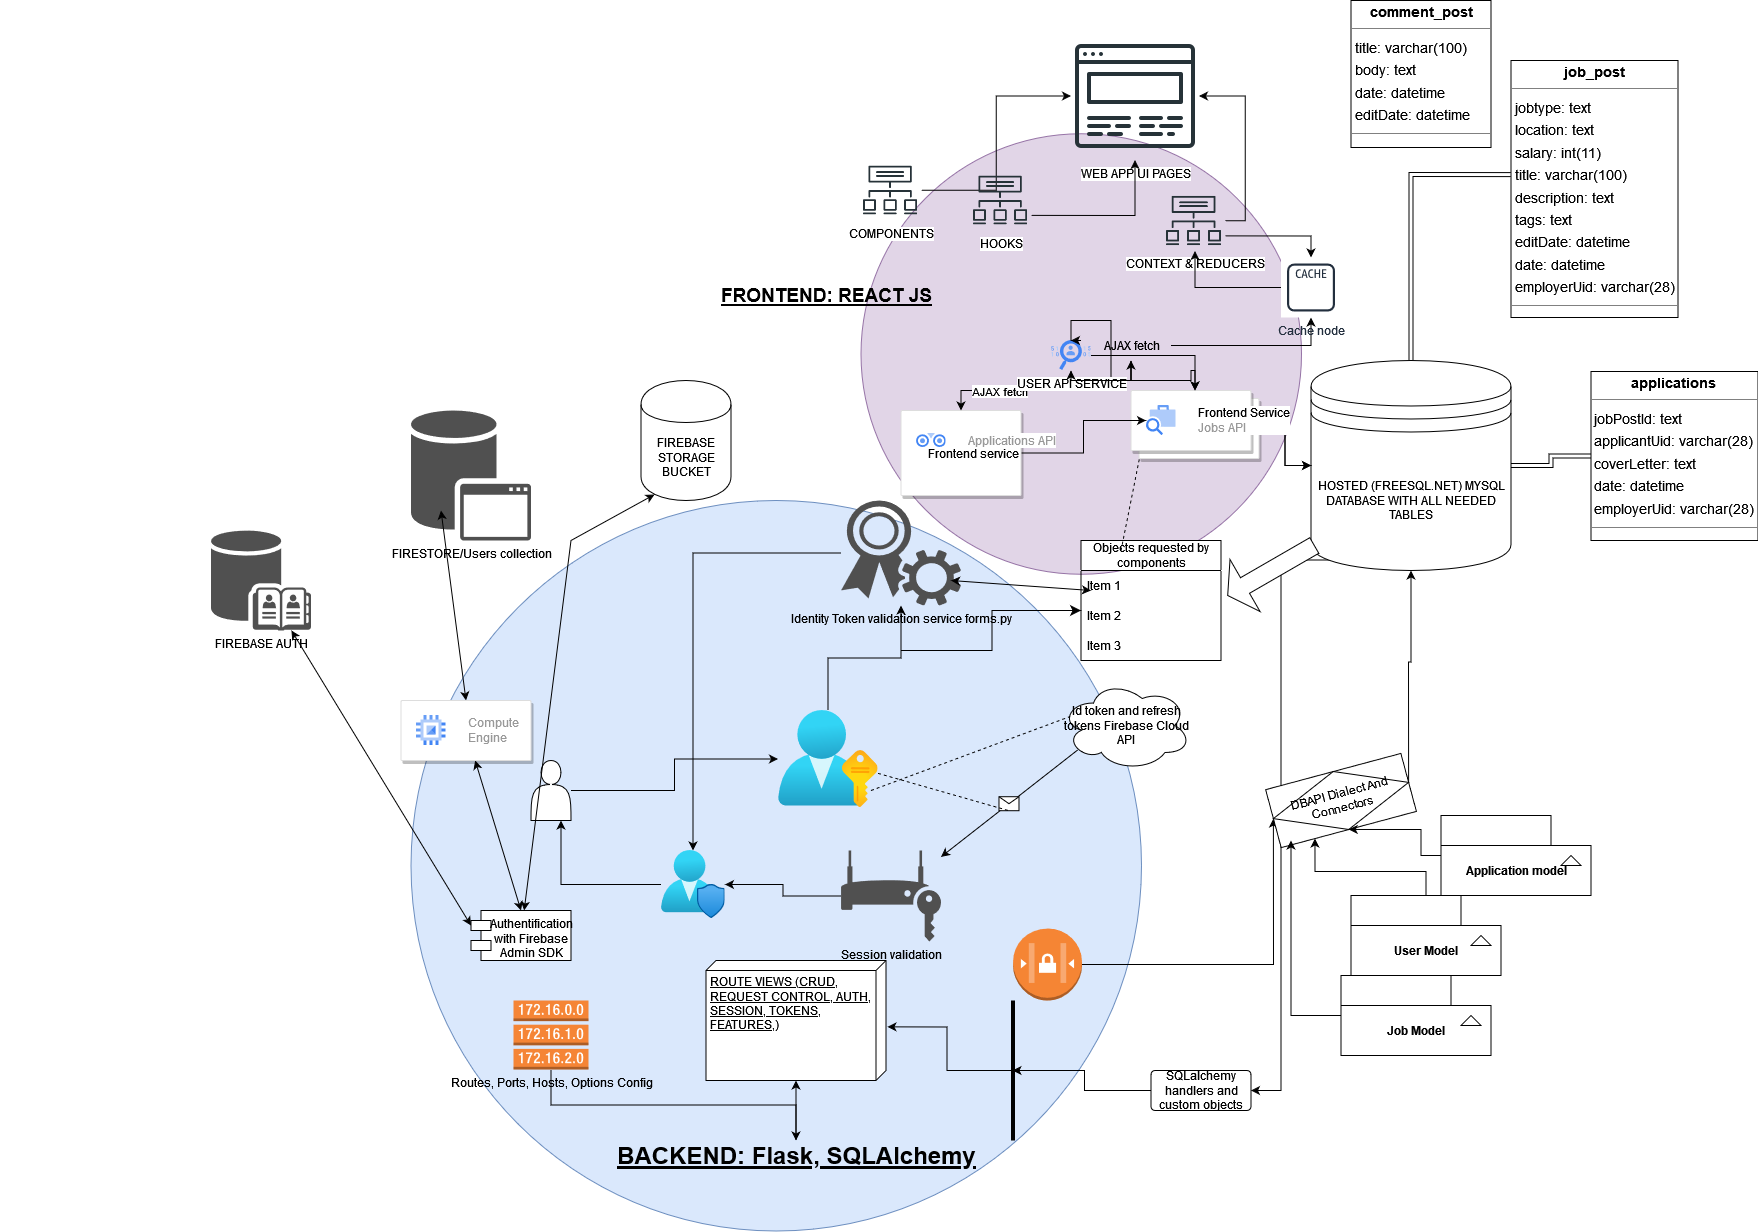 comment_post
title: varchar(100)
body: text
date: datetime
editDate: datetime
job_post
jobtype: text
location: text
salary: int(11)
title: varchar(100)
description: text
tags: text
editDate: datetime
date: datetime
employerUid: varchar(28)
WEB APP UI PAGES
COMPONENTS
HOOKS
CONTEXT & REDUCERS
CACHE
Cache node
FRONTEND: REACT JS
AJAX fetch
USER API SERVICE
AJAX fetch
Applications API
Frontend service
Frontend Service
Jobs API
applications
jobPostId: text
applicantUid: varchar(28)
coverLetter: text
date: datetime
employerUid: varchar(28)
HOSTED (FREESQL.NET) MYSQL
DATABASE WITH ALL NEEDED
TABLES
FIREBASE
STORAGE
BUCKET
FIRESTORE/Users collection
FIREBASE AUTH
Objects requested by
components
Item 1
Item 2
Item 3
Identity Token validation service forms.py
Compute
Engine
Id token and refresh
tokens Firebase Cloud
API
DBAPI Dialect And
Connectors
Application model
User Model
Job Model
Authentification
with Firebase
Admin SDK
Session validation
ROUTE VIEWS (CRUD,
REQUEST CONTROL, AUTH,
SESSION, TOKENS,
FEATURES,)
172.16.0.0
172.16.1.0
172.16.2.0
Routes, Ports, Hosts, Options Config
SQLalchemy
handlers and
custom objects
BACKEND: Flask, SQLAlchemy